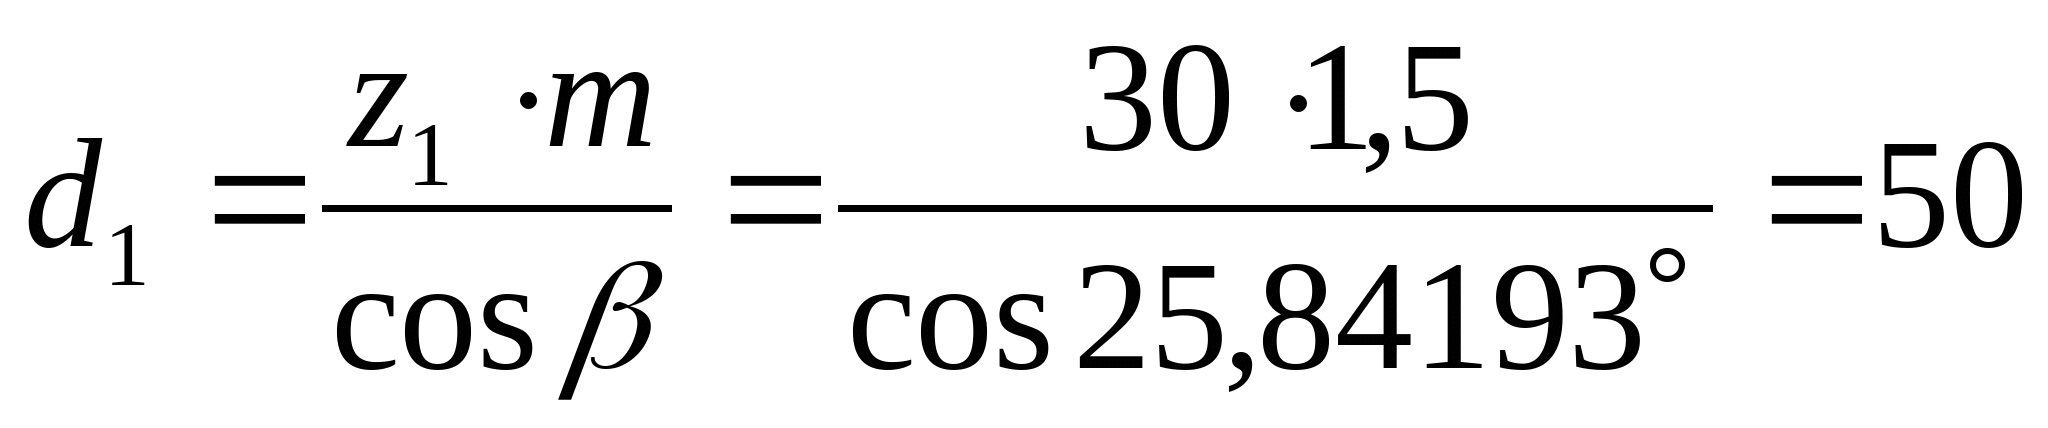 d₁ = z₁ · m / cos β = 30 · 1,5 / cos 25,84193° = 50